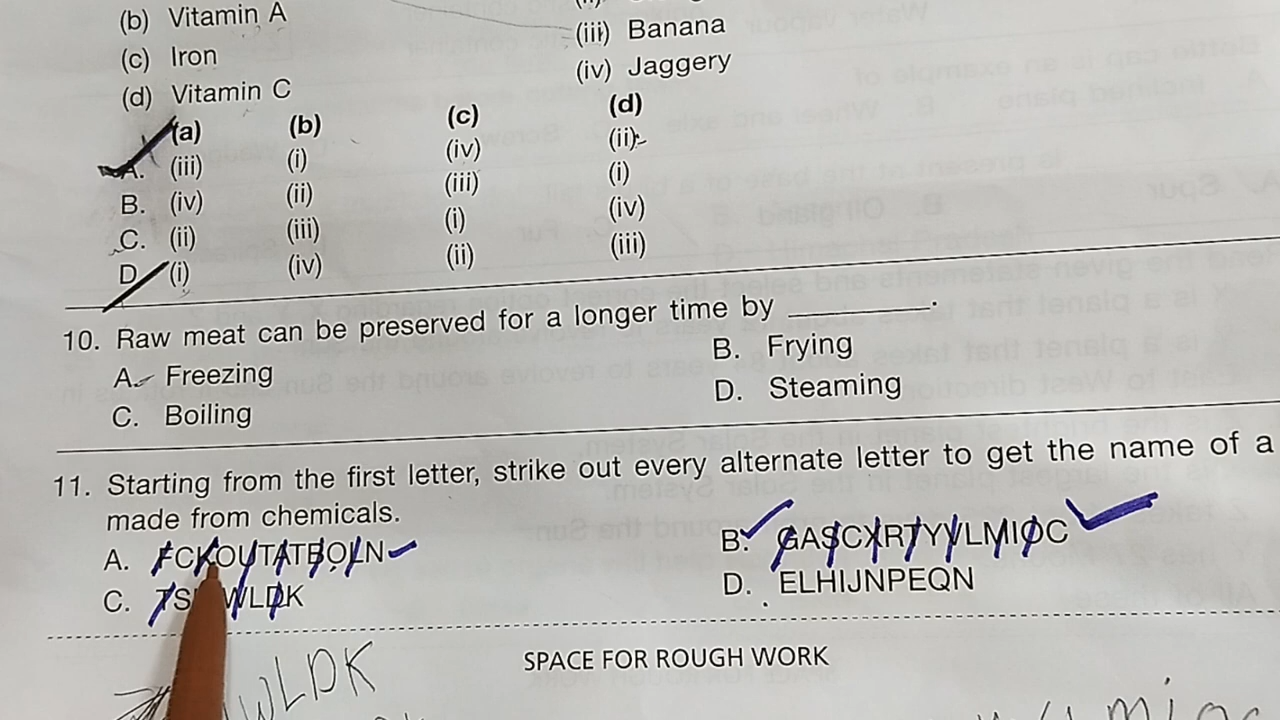 (b) Vitamin A
(c) Iron
(d) Vitamin C
(iii) Banana
(iv) Jaggery
(a) (b) (c) (d)
A. (iii) (i) (iv) (ii)
B. (iv) (ii) (iii) (i)
C. (ii) (iii) (i) (iv)
D (i) (iv) (ii) (iii)
10. Raw meat can be preserved for a longer time by ________.
A. Freezing B. Frying
C. Boiling D. Steaming
11. Starting from the first letter, strike out every alternate letter to get the name of a
made from chemicals.
A. FCKOUTATBOLN B. GASCXRTYVLMIOC
C. WLDK D. ELHIJNPEQN
SPACE FOR ROUGH WORK
WLDK